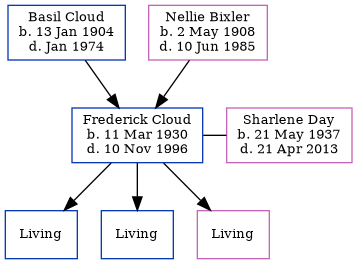 Basil Cloud
b. 13 Jan 1904
d. Jan 1974
Nellie Bixler
b. 2 May 1908
d. 10 Jun 1985
Frederick Cloud
b. 11 Mar 1930
d. 10 Nov 1996
Sharlene Day
b. 21 May 1937
d. 21 Apr 2013
Living
Living
Living